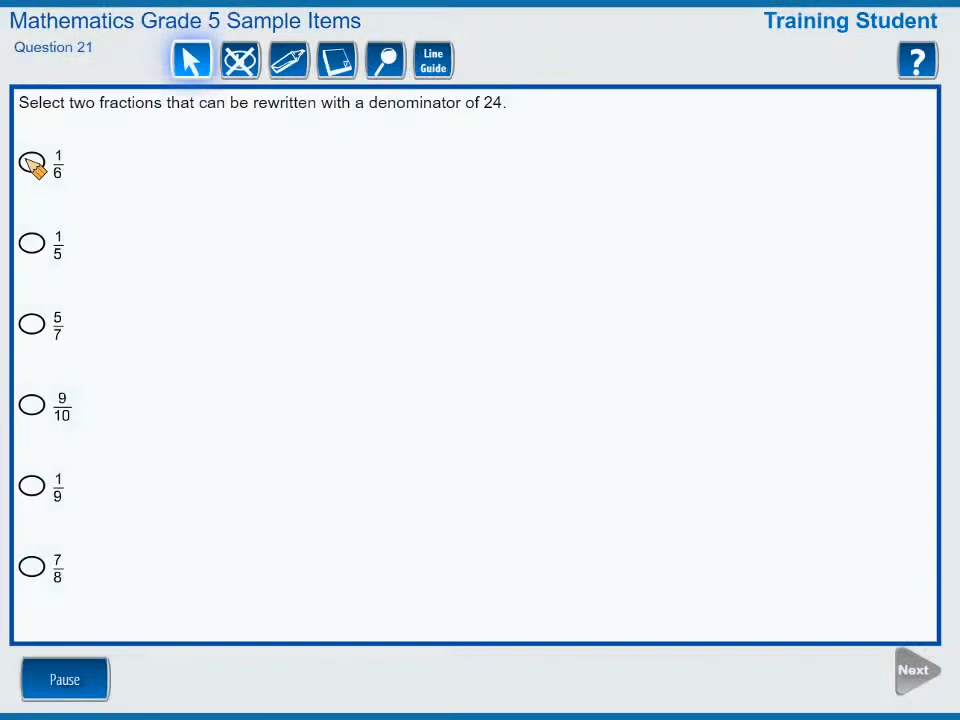 Mathematics Grade 5 Sample Items
Training Student
Question 21
Line
Guide
?
Select two fractions that can be rewritten with a denominator of 24.
1/6
1/5
5/7
9/10
1/9
7/8
Pause
Next